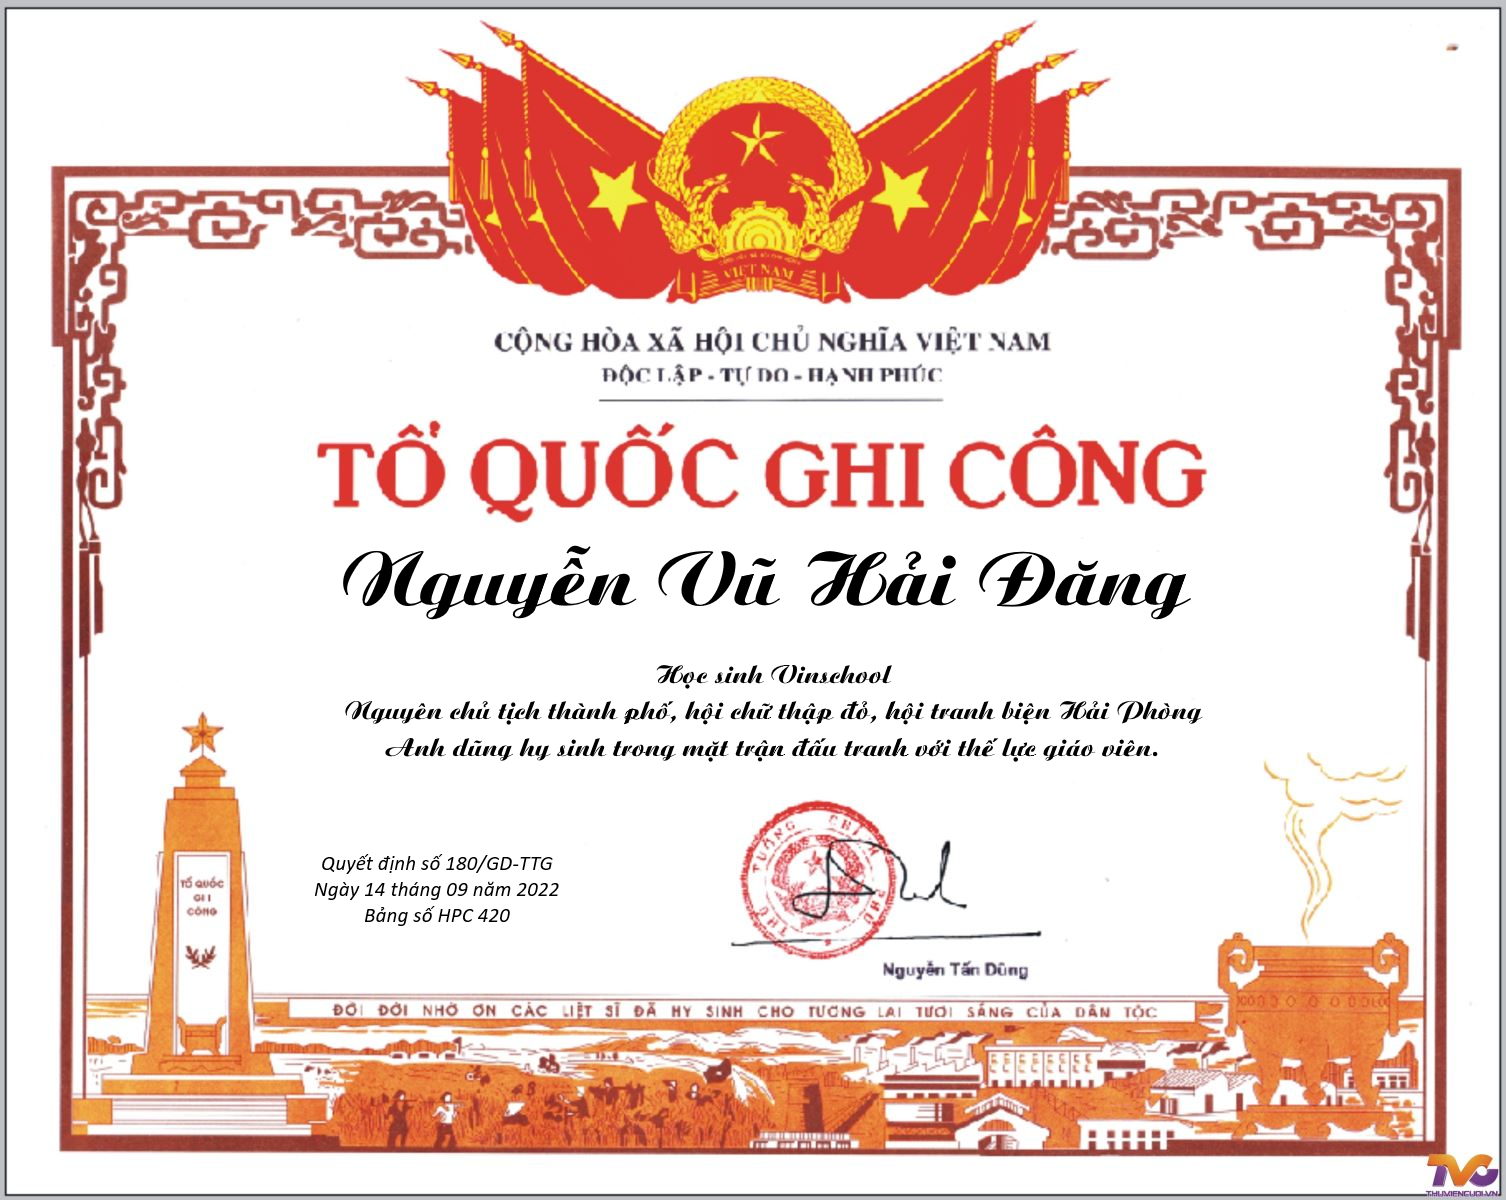 VIỆT NAM
CỘNG HÒA XÃ HỘI CHỦ NGHĨA VIỆT NAM
ĐỘC LẬP - TỰ DO - HẠNH PHÚC
TỔ QUỐC GHI CÔNG
Nguyễn Vũ Hải Đăng
Học sinh Vinschool
Nguyên chủ tịch thành phố, hội chữ thập đỏ, hội tranh biện Hải Phòng
Anh dũng hy sinh trong mặt trận đấu tranh với thế lực giáo viên.
Quyết định số 180/GD-TTG
Ngày 14 tháng 09 năm 2022
Bảng số HPC 420
THỦ TƯỚNG CHÍNH PHỦ
Nguyễn Tấn Dũng
TỔ QUỐC
GHI
CÔNG
ĐỜI ĐỜI NHỚ ƠN CÁC LIỆT SĨ ĐÃ HY SINH CHO TƯƠNG LAI TƯƠI SÁNG CỦA DÂN TỘC
TVC
THUVIENCUOI.VN